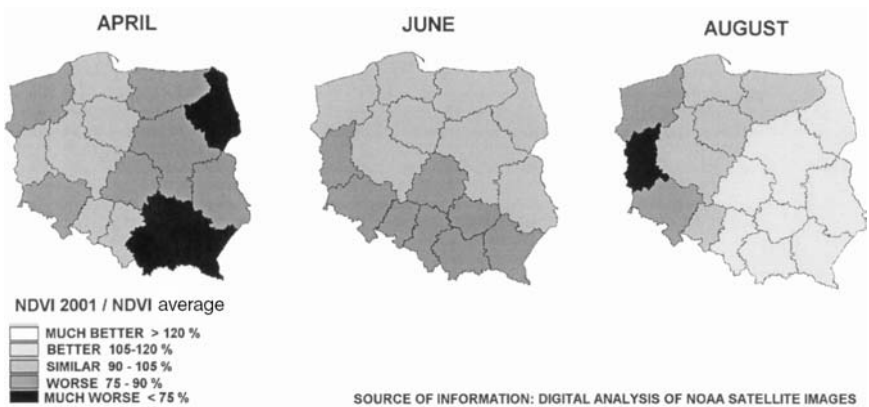 APRIL
JUNE
AUGUST
NDVI 2001 / NDVI average
MUCH BETTER > 120 %
BETTER 105-120 %
SIMILAR 90 - 105 %
WORSE 75 - 90 %
MUCH WORSE < 75 %
SOURCE OF INFORMATION: DIGITAL ANALYSIS OF NOAA SATELLITE IMAGES